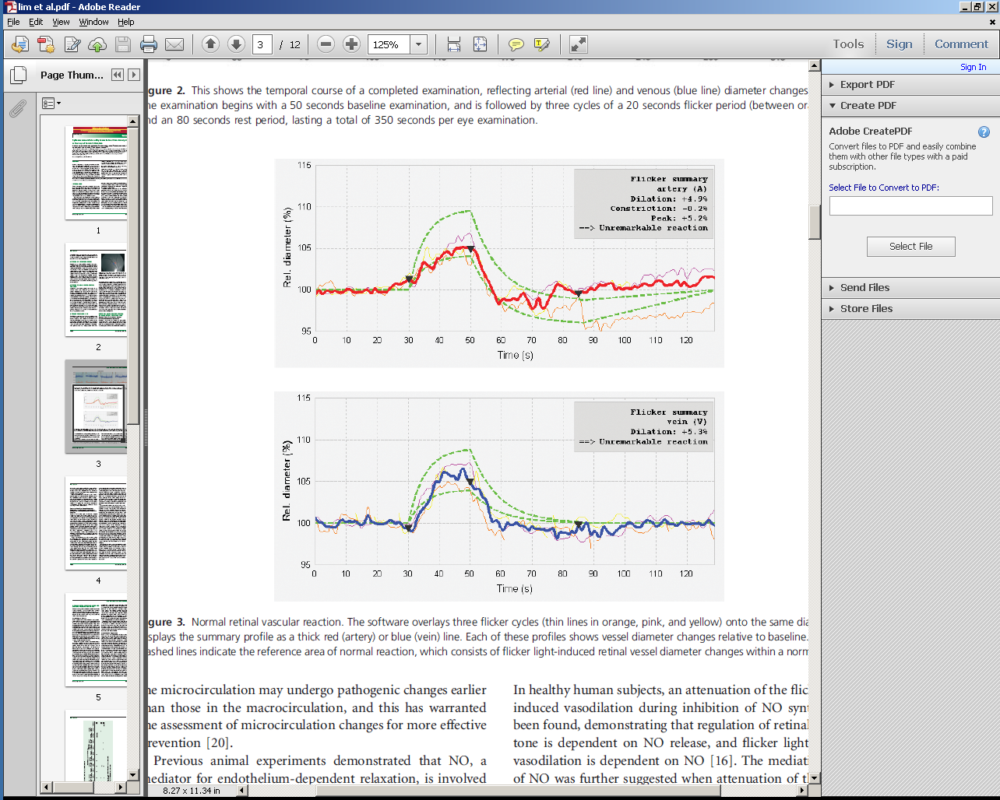 lim et al.pdf - Adobe Reader
File Edit View Window Help
3 / 12 125% Tools Sign Comment
Page Thum...
Sign In
Export PDF
Create PDF
Adobe CreatePDF
Convert files to PDF and easily combine
them with other file types with a paid
subscription.
Select File to Convert to PDF:
Select File
Send Files
Store Files
1
2
3
4
5
gure 2. This shows the temporal course of a completed examination, reflecting arterial (red line) and venous (blue line) diameter changes
ne examination begins with a 50 seconds baseline examination, and is followed by three cycles of a 20 seconds flicker period (between or
nd an 80 seconds rest period, lasting a total of 350 seconds per eye examination.
115
110
105
100
95
Rel. diameter (%)
Flicker summary
artery (A)
Dilation: +4.9%
Constriction: -0.2%
Peak: +5.2%
==> Unremarkable reaction
0 10 20 30 40 50 60 70 80 90 100 110 120
Time (s)
115
110
105
100
95
Rel. diameter (%)
Flicker summary
vein (V)
Dilation: +5.3%
==> Unremarkable reaction
0 10 20 30 40 50 60 70 80 90 100 110 120
Time (s)
gure 3. Normal retinal vascular reaction. The software overlays three flicker cycles (thin lines in orange, pink, and yellow) onto the same dia
splays the summary profile as a thick red (artery) or blue (vein) line. Each of these profiles shows vessel diameter changes relative to baseline.
ashed lines indicate the reference area of normal reaction, which consists of flicker light-induced retinal vessel diameter changes within a norm
ne microcirculation may undergo pathogenic changes earlier
nan those in the macrocirculation, and this has warranted
ne assessment of microcirculation changes for more effective
revention [20].
Previous animal experiments demonstrated that NO, a
nediator for endothelium-dependent relaxation, is involved
In healthy human subjects, an attenuation of the flic
induced vasodilation during inhibition of NO syn
been found, demonstrating that regulation of retinal
tone is dependent on NO release, and flicker light
vasodilation is dependent on NO [16]. The mediat
of NO was further suggested when attenuation of t
8.27 x 11.34 in